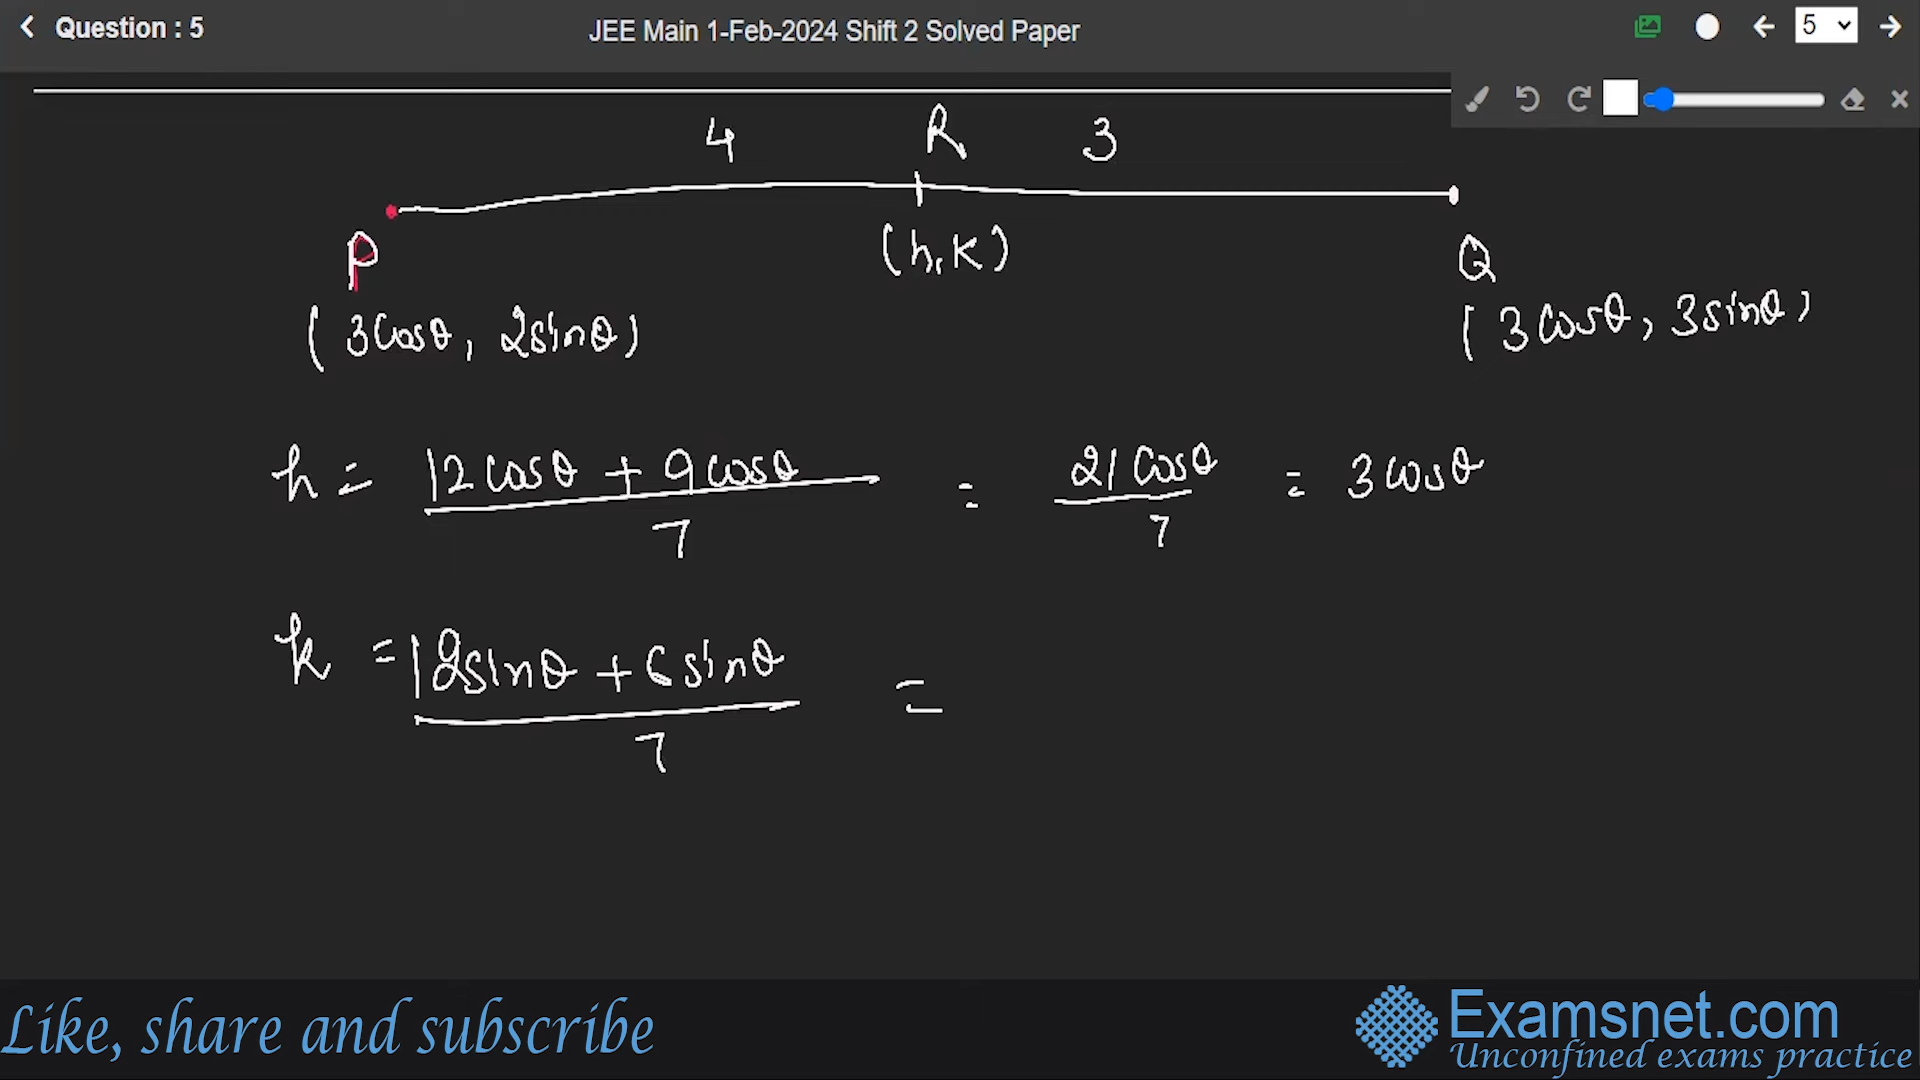 Question : 5
JEE Main 1-Feb-2024 Shift 2 Solved Paper
5
4 R 3
P (h, K) Q
(3cosθ, 2sinθ) (3cosθ, 3sinθ)
h = 12cosθ + 9cosθ / 7 = 21cosθ / 7 = 3cosθ
k = 12sinθ + 6sinθ / 7 =
Like, share and subscribe
Examsnet.com
Unconfined exams practice